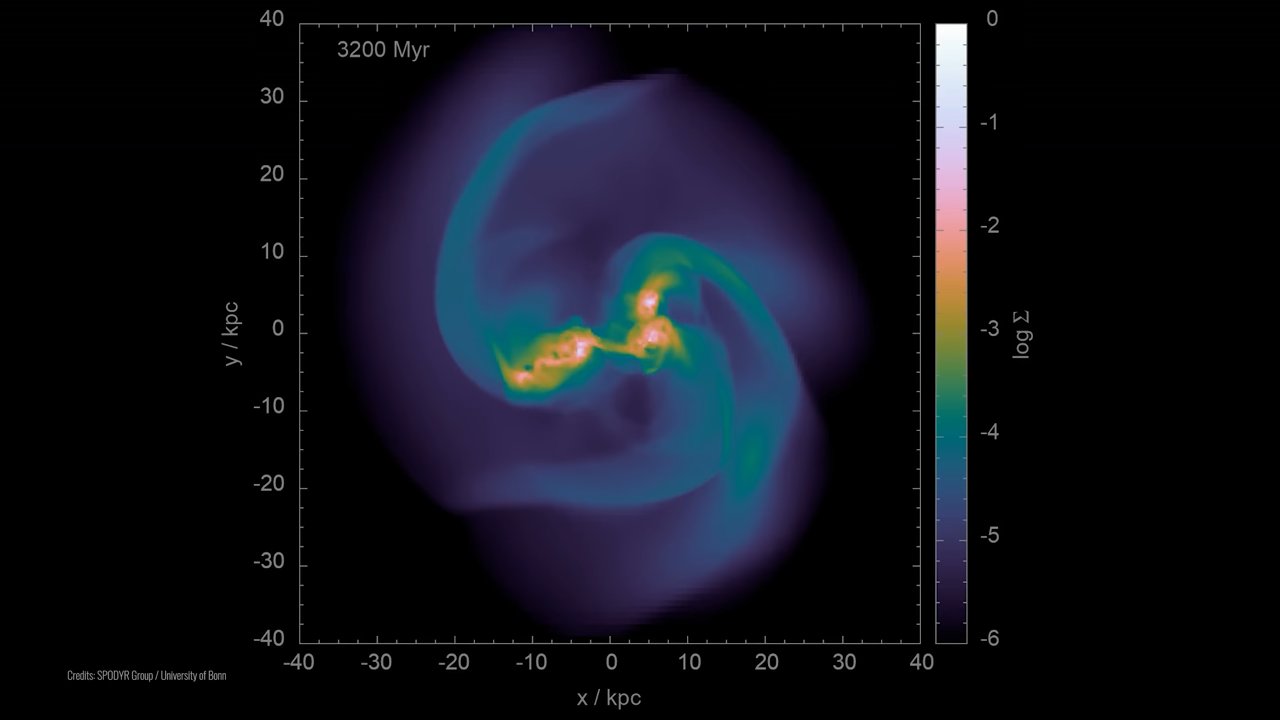 3200 Myr
40
30
20
10
0
-10
-20
-30
-40
y / kpc
-40 -30 -20 -10 0 10 20 30 40
x / kpc
0
-1
-2
-3
-4
-5
-6
log Σ
Credits: SPODYR Group / University of Bonn